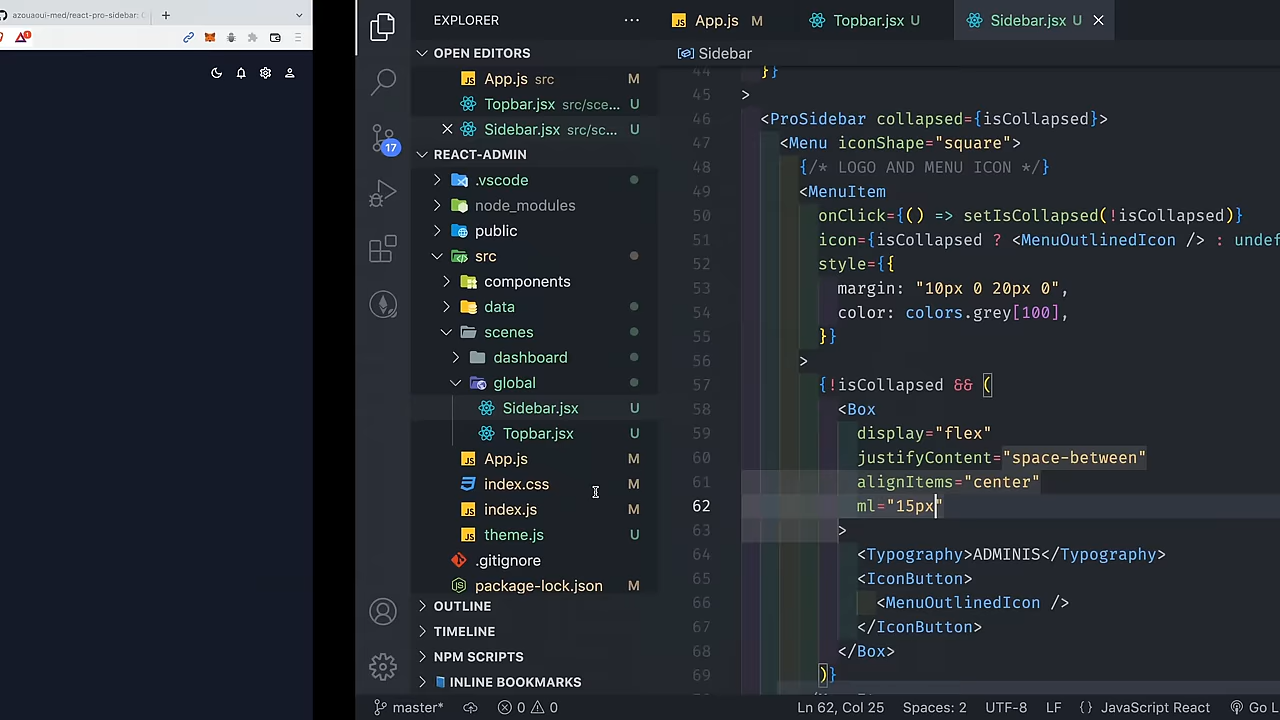 azouaoui-med/react-pro-sidebar:
EXPLORER
OPEN EDITORS
App.js src M
Topbar.jsx src/sce... U
Sidebar.jsx src/sc... U
REACT-ADMIN
.vscode
node_modules
public
src
components
data
scenes
dashboard
global
Sidebar.jsx U
Topbar.jsx U
App.js M
index.css M
index.js M
theme.js U
.gitignore
package-lock.json M
OUTLINE
TIMELINE
NPM SCRIPTS
INLINE BOOKMARKS
17
App.js M
Topbar.jsx U
Sidebar.jsx U
Sidebar
44 }}
45 >
46 <ProSidebar collapsed={isCollapsed}>
47 <Menu iconShape="square">
48 {/* LOGO AND MENU ICON */}
49 <MenuItem
50 onClick={() => setIsCollapsed(!isCollapsed)}
51 icon={isCollapsed ? <MenuOutlinedIcon /> : undef
52 style={{
53 margin: "10px 0 20px 0",
54 color: colors.grey[100],
55 }}
56 >
57 {!isCollapsed && (
58 <Box
59 display="flex"
60 justifyContent="space-between"
61 alignItems="center"
62 ml="15px"
63 >
64 <Typography>ADMINIS</Typography>
65 <IconButton>
66 <MenuOutlinedIcon />
67 </IconButton>
68 </Box>
69 )}
master* 0 0 Ln 62, Col 25 Spaces: 2 UTF-8 LF {} JavaScript React Go L